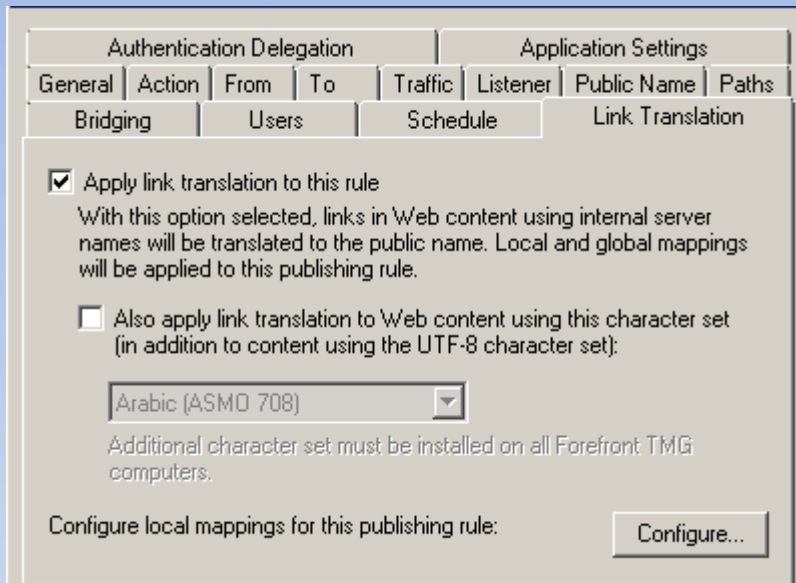 Authentication Delegation Application Settings
General Action From To Traffic Listener Public Name Paths
Bridging Users Schedule Link Translation
Apply link translation to this rule
With this option selected, links in Web content using internal server
names will be translated to the public name. Local and global mappings
will be applied to this publishing rule.
Also apply link translation to Web content using this character set
(in addition to content using the UTF-8 character set):
Arabic (ASMO 708)
Additional character set must be installed on all Forefront TMG
computers.
Configure local mappings for this publishing rule: Configure...